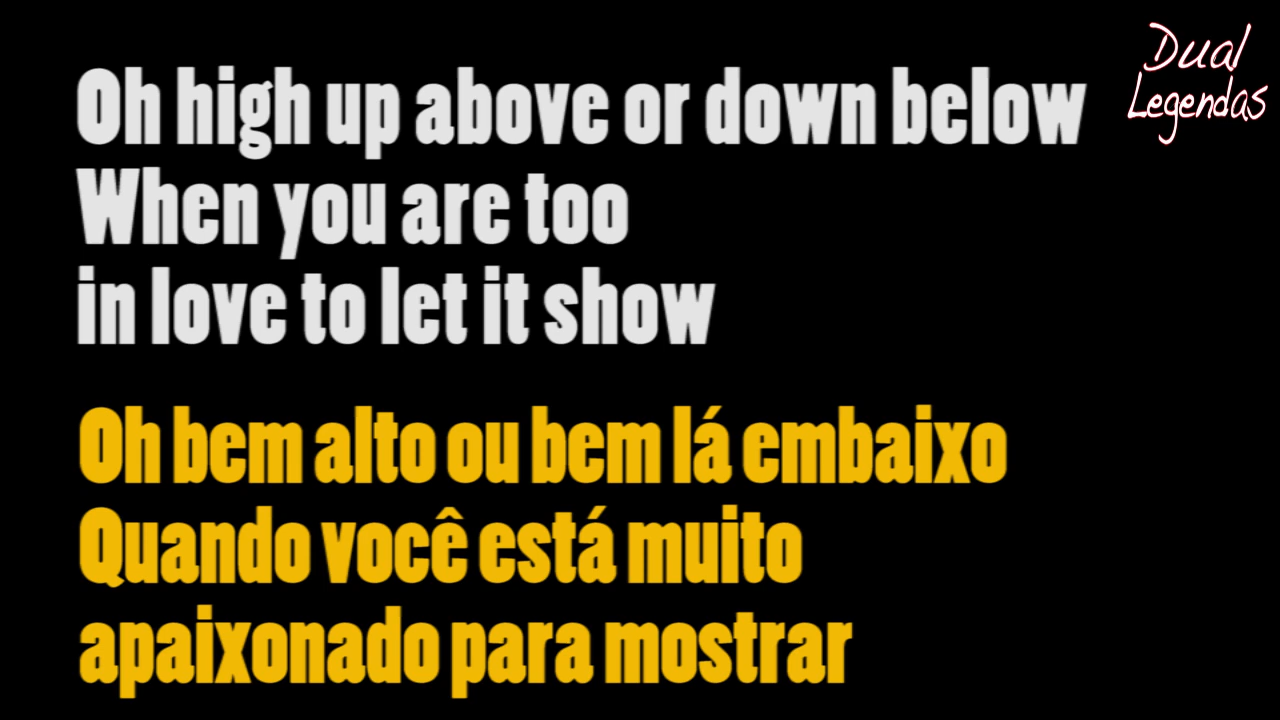 Dual
Legendas
Oh high up above or down below
When you are too
in love to let it show
Oh bem alto ou bem lá embaixo
Quando você está muito
apaixonado para mostrar